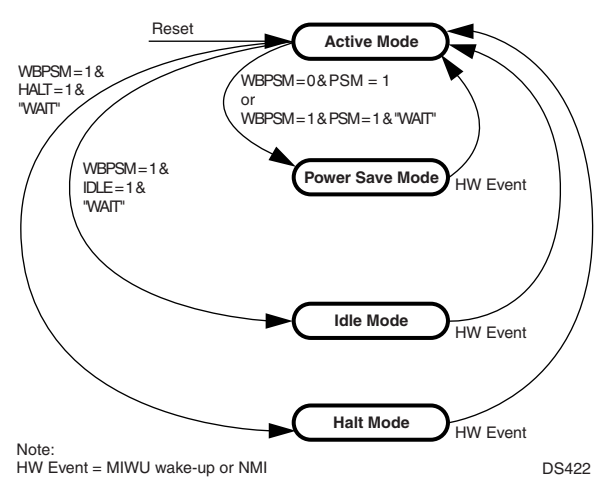 Reset
Active Mode
WBPSM=1&
HALT=1&
"WAIT"
WBPSM=0&PSM = 1
or
WBPSM=1&PSM=1&"WAIT"
WBPSM=1&
IDLE=1&
"WAIT"
Power Save Mode
HW Event
Idle Mode
HW Event
Halt Mode
HW Event
Note:
HW Event = MIWU wake-up or NMI
DS422